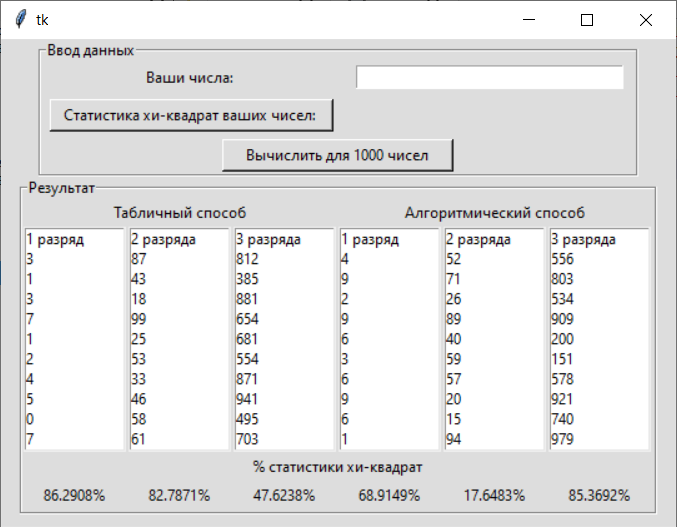 tk
Ввод данных
Ваши числа:
Статистика хи-квадрат ваших чисел:
Вычислить для 1000 чисел
Результат
Табличный способ Алгоритмический способ
1 разряд 2 разряда 3 разряда 1 разряд 2 разряда 3 разряда
3 87 812 4 52 556
1 43 385 9 71 803
3 18 881 2 26 534
7 99 654 9 89 909
1 25 681 6 40 200
2 53 554 3 59 151
4 33 871 6 57 578
5 46 941 9 20 921
0 58 495 6 15 740
7 61 703 1 94 979
% статистики хи-квадрат
86.2908% 82.7871% 47.6238% 68.9149% 17.6483% 85.3692%